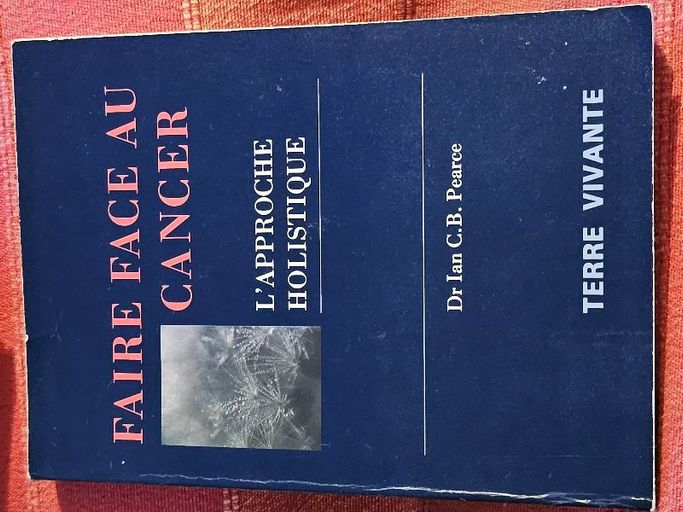 FAIRE FACE AU
CANCER
L'APPROCHE
HOLISTIQUE
Dr Ian C.B. Pearce
TERRE VIVANTE